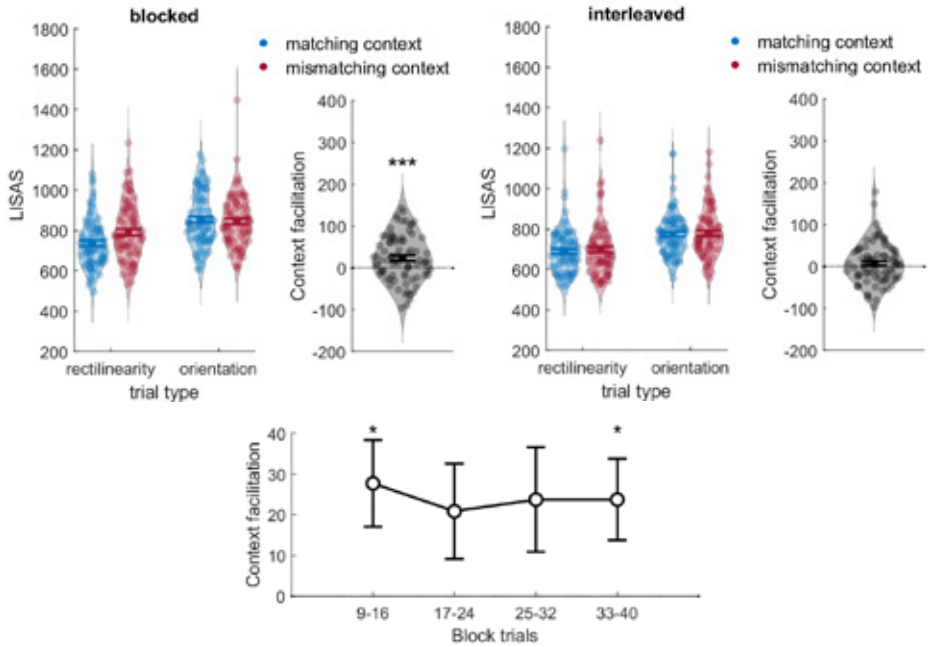 blocked
matching context
mismatching context
1800
1600
1400
1200
1000
800
600
400
200
LISAS
rectilinearity
orientation
trial type
400
300
200
100
0
-100
-200
Context facilitation
***
interleaved
matching context
mismatching context
1800
1600
1400
1200
1000
800
600
400
200
LISAS
rectilinearity
orientation
trial type
400
300
200
100
0
-100
-200
Context facilitation
40
30
20
10
0
Context facilitation
*
*
9-16
17-24
25-32
33-40
Block trials